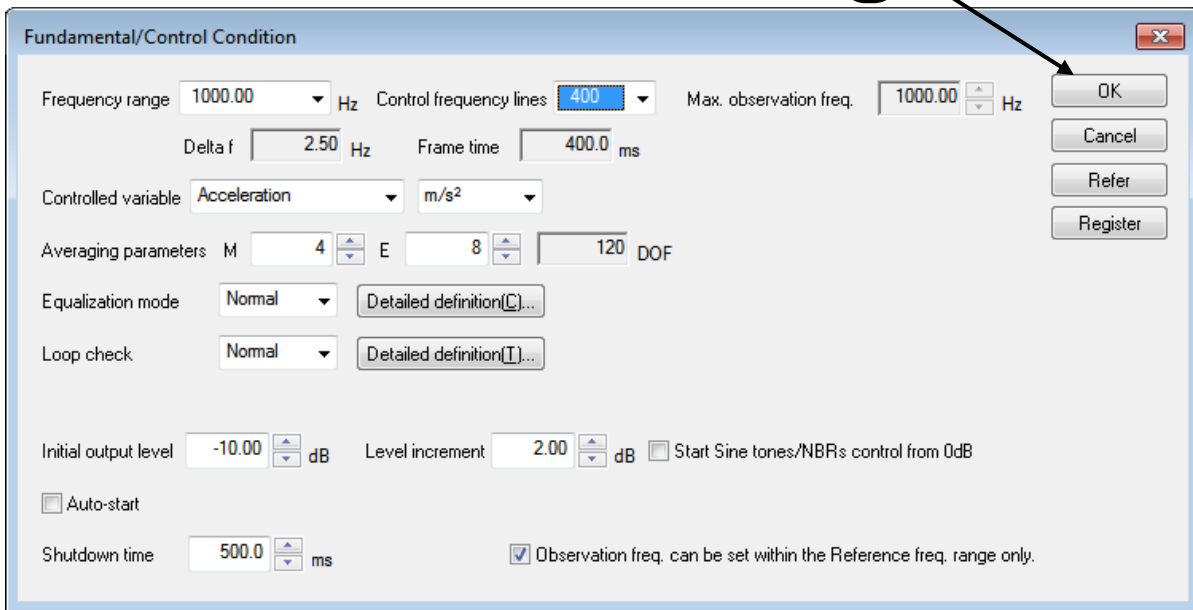 Fundamental/Control Condition
Frequency range 1000.00 Hz Control frequency lines 400 Max. observation freq. 1000.00 Hz OK
Delta f 2.50 Hz Frame time 400.0 ms Cancel
Controlled variable Acceleration m/s² Refer
Averaging parameters M 4 E 8 120 DOF Register
Equalization mode Normal Detailed definition(C)...
Loop check Normal Detailed definition(T)...
Initial output level -10.00 dB Level increment 2.00 dB Start Sine tones/NBRs control from 0dB
Auto-start
Shutdown time 500.0 ms Observation freq. can be set within the Reference freq. range only.